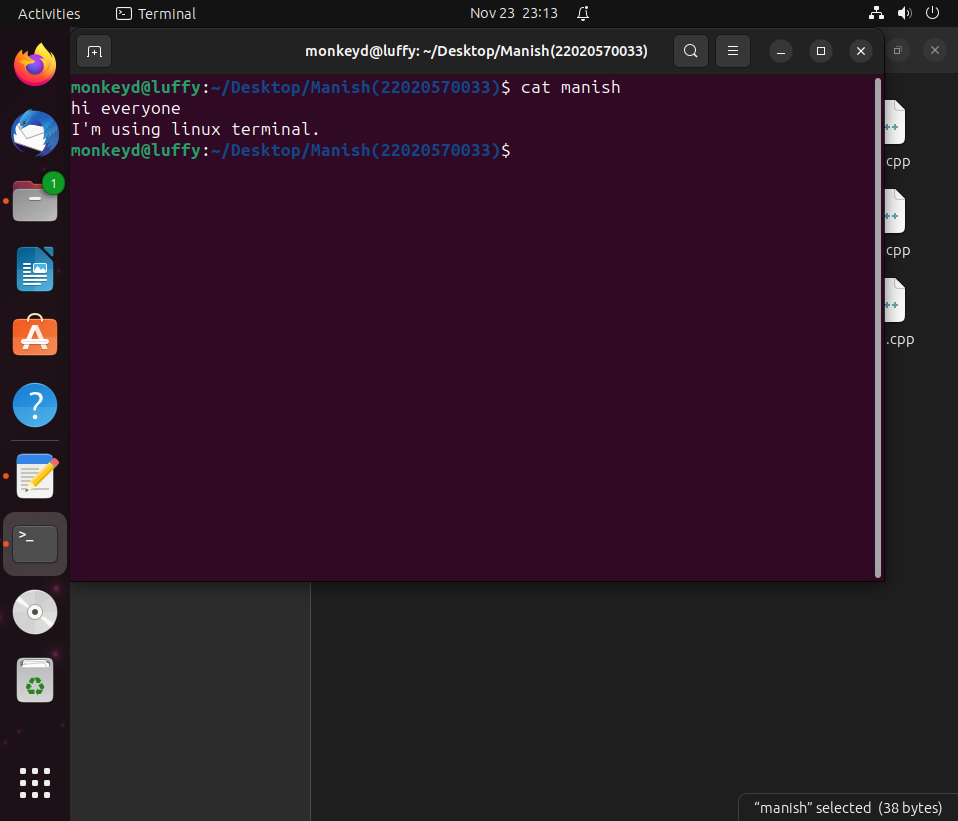 Activities Terminal Nov 23 23:13
monkeyd@luffy: ~/Desktop/Manish(22020570033)
monkeyd@luffy:~/Desktop/Manish(22020570033)$ cat manish
hi everyone
I'm using linux terminal.
monkeyd@luffy:~/Desktop/Manish(22020570033)$
1
++
.cpp
++
.cpp
++
.cpp
?
>_
“manish” selected (38 bytes)